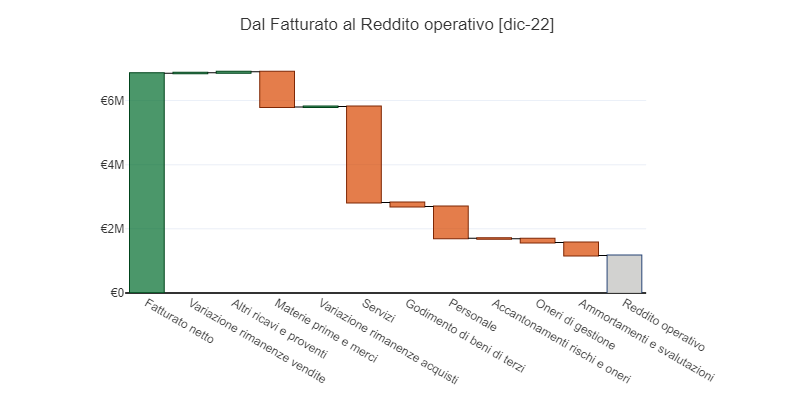 Dal Fatturato al Reddito operativo [dic-22]
€6M
€4M
€2M
€0
Fatturato netto
Variazione rimanenze vendite
Altri ricavi e proventi
Materie prime e merci
Variazione rimanenze acquisti
Servizi
Godimento di beni di terzi
Personale
Accantonamenti rischi e oneri
Oneri di gestione
Ammortamenti e svalutazioni
Reddito operativo